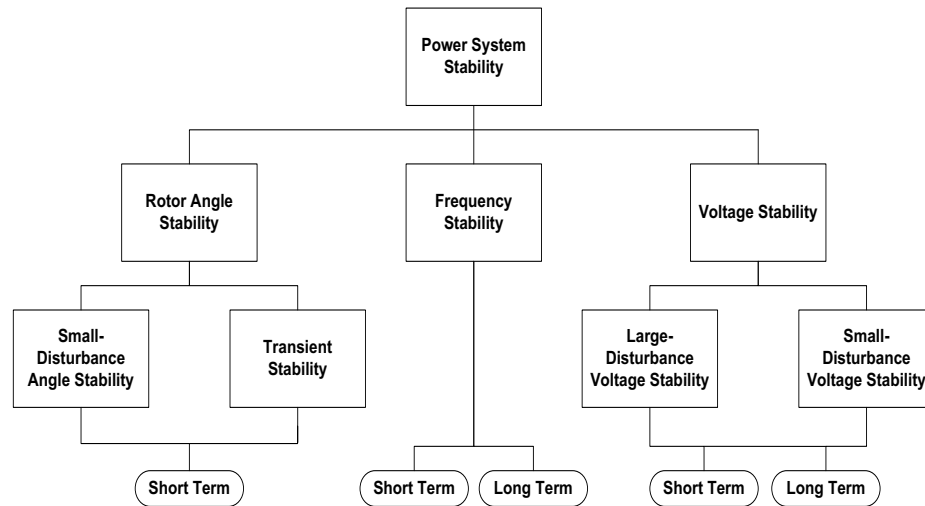 Power System
Stability
Rotor Angle
Stability
Frequency
Stability
Voltage Stability
Small-
Disturbance
Angle Stability
Transient
Stability
Large-
Disturbance
Voltage Stability
Small-
Disturbance
Voltage Stability
Short Term
Short Term
Long Term
Short Term
Long Term